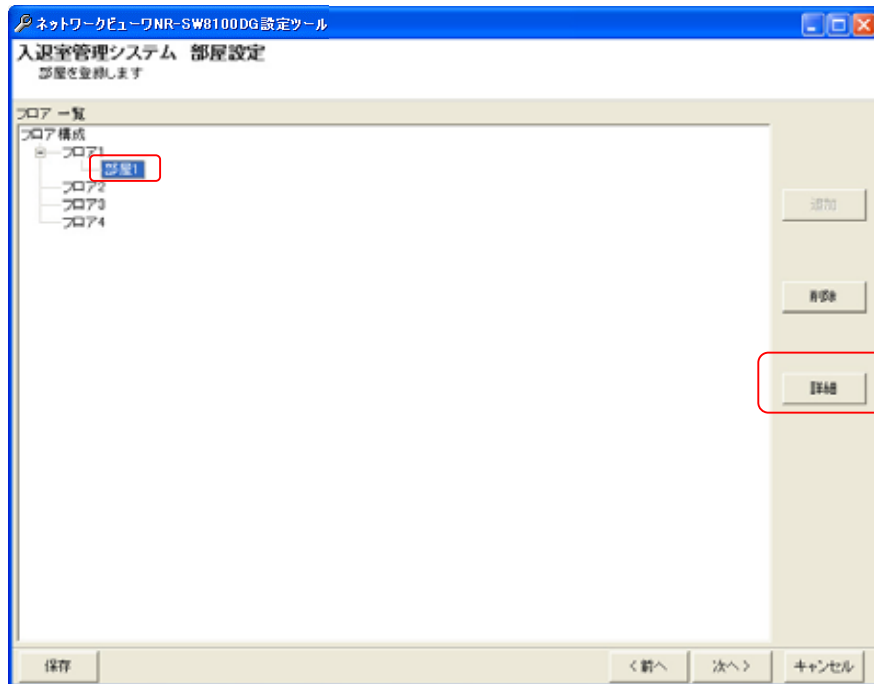 ネットワークビューワNR-SW8100DG設定ツール
入退室管理システム 部屋設定
部屋を登録します
フロア 一覧
フロア構成
フロア1
部屋1
フロア2
フロア3
フロア4
追加
削除
詳細
保存
< 前へ
次へ >
キャンセル